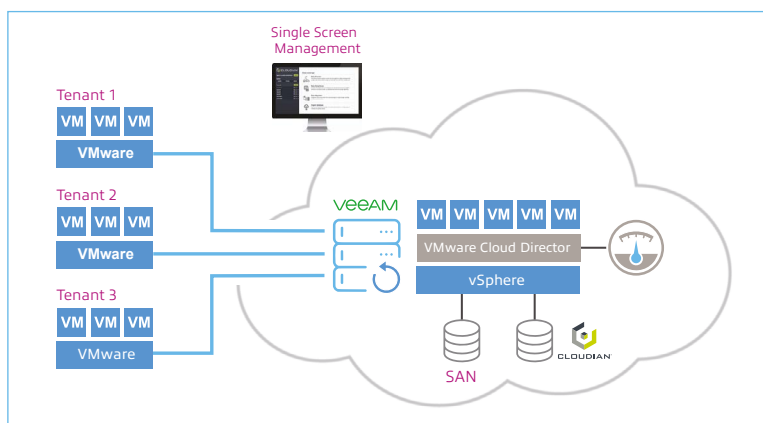 Single Screen
Management
Tenant 1
VM VM VM
VMware
Tenant 2
VM VM VM
VMware
Tenant 3
VM VM VM
VMware
veeAM
VM VM VM VM VM
VMware Cloud Director
vSphere
SAN
CLOUDIAN